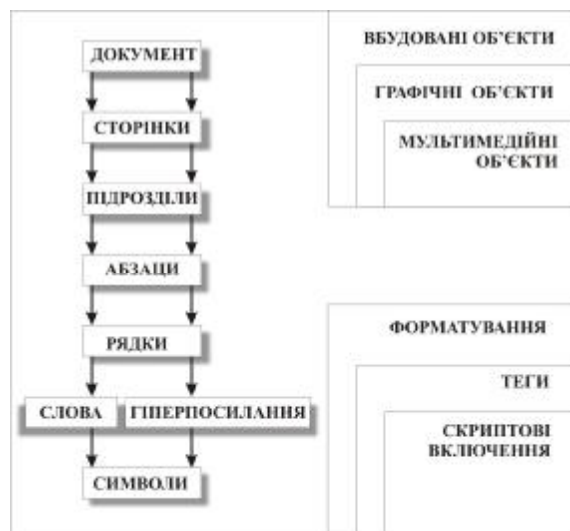 ДОКУМЕНТ
СТОРІНКИ
ПІДРОЗДІЛИ
АБЗАЦИ
РЯДКИ
СЛОВА
ГІПЕРПОСИЛАННЯ
СИМВОЛИ
ВБУДОВАНІ ОБ’ЄКТИ
ГРАФІЧНІ ОБ’ЄКТИ
МУЛЬТИМЕДІЙНІ
ОБ’ЄКТИ
ФОРМАТУВАННЯ
ТЕГИ
СКРИПТОВІ
ВКЛЮЧЕННЯ